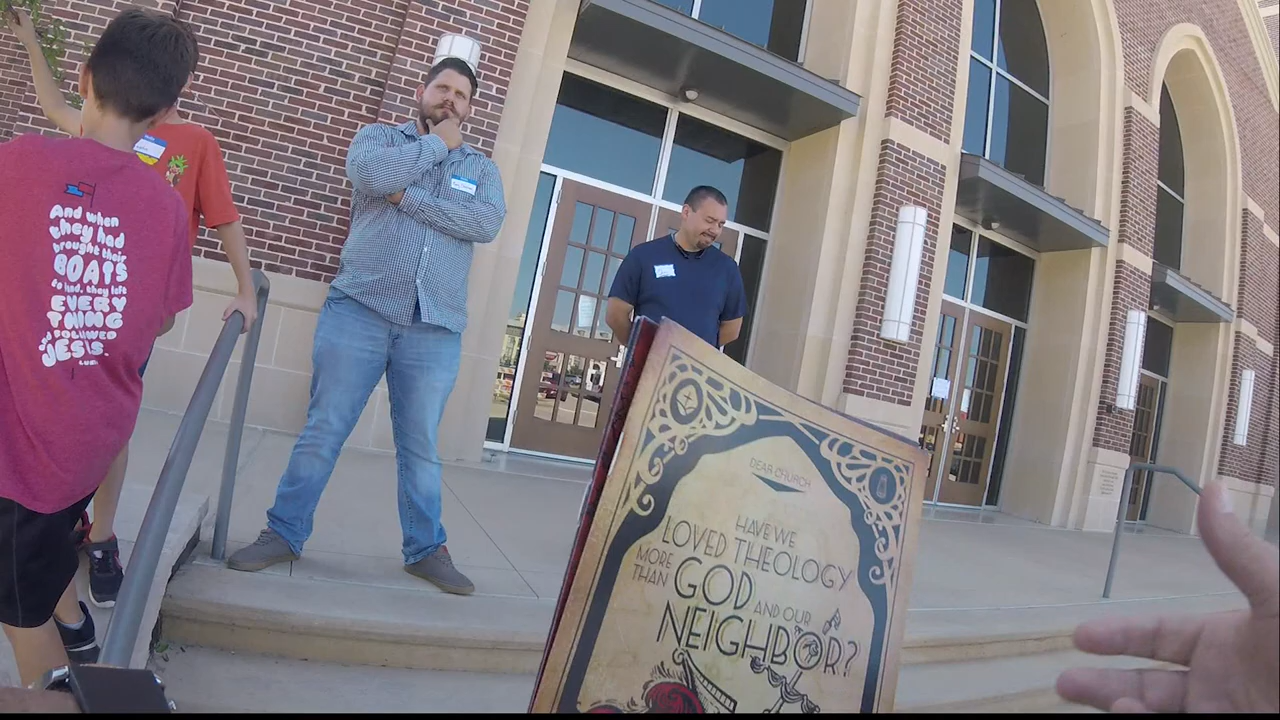 And when
they had
brought their
BOATS
to land, they left
EVERY
THING
and FOLLOWED
JESUS.
LUKE
DEAR CHURCH
HAVE WE
LOVED THEOLOGY
MORE
THAN
GOD
AND OUR
NEIGHBOR?